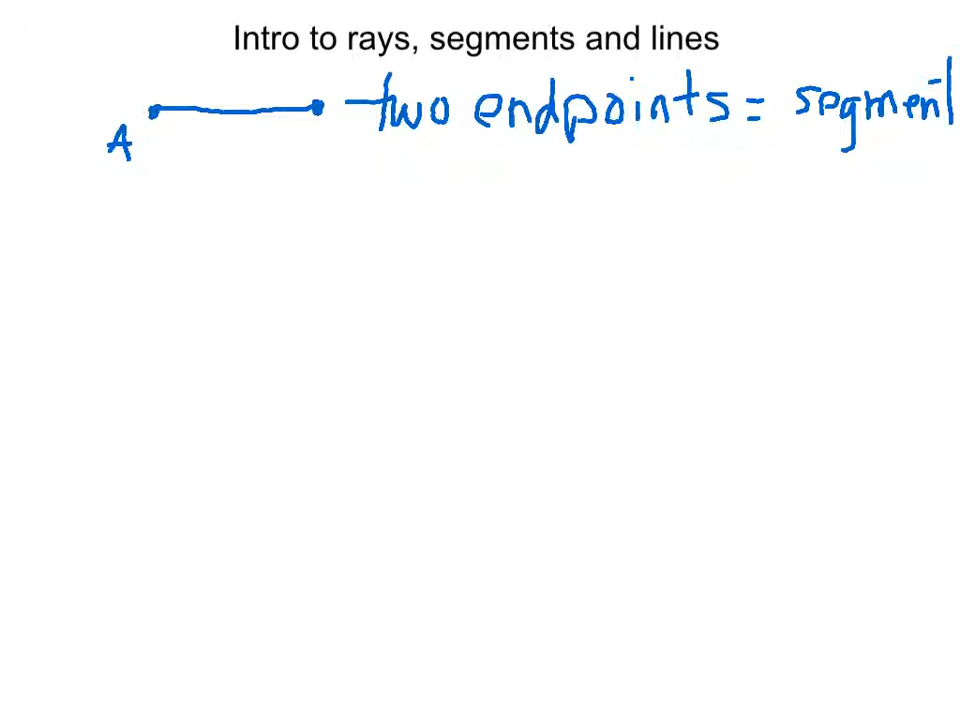 Intro to rays, segments and lines
two endpoints = segment
A